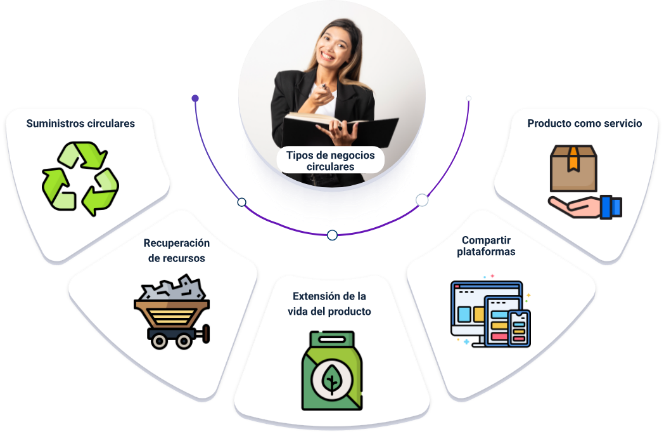 Tipos de negocios
circulares
Suministros circulares
Recuperación
de recursos
Extensión de la
vida del producto
Compartir
plataformas
Producto como servicio